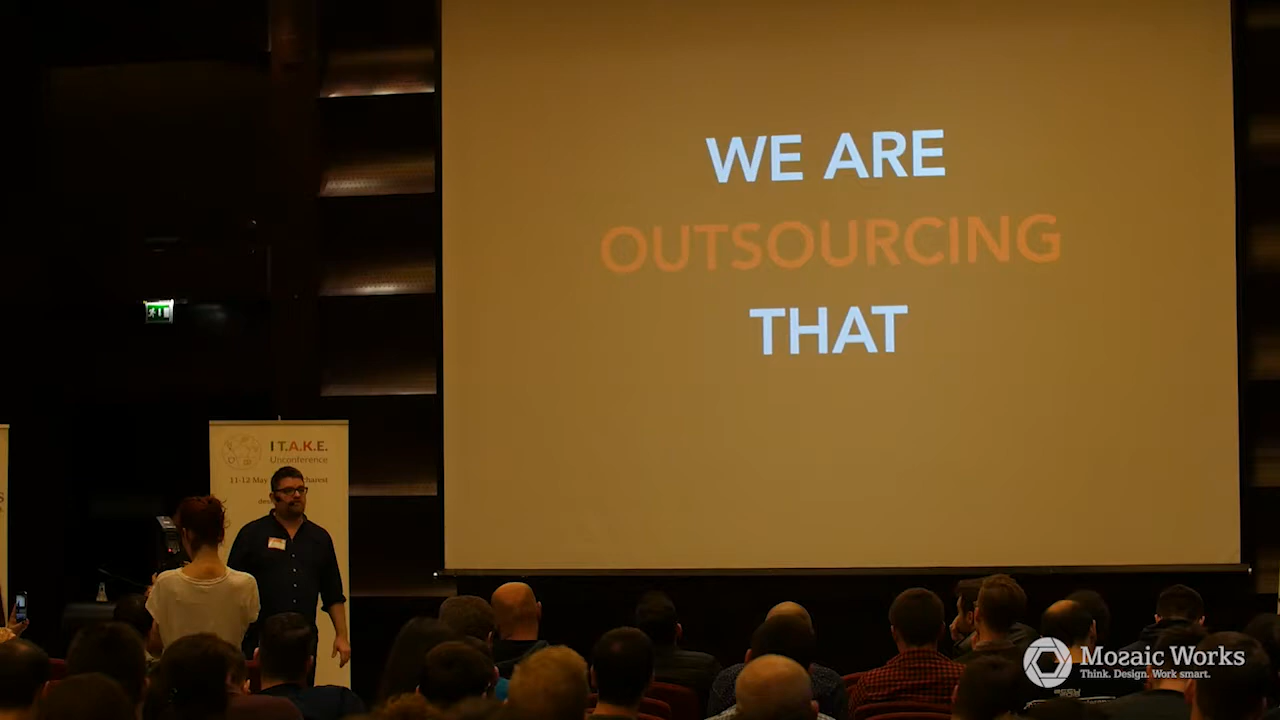 WE ARE
OUTSOURCING
THAT
I T.A.K.E.
Unconference
11-12 May
Mozaic Works
Think. Design. Work smart.